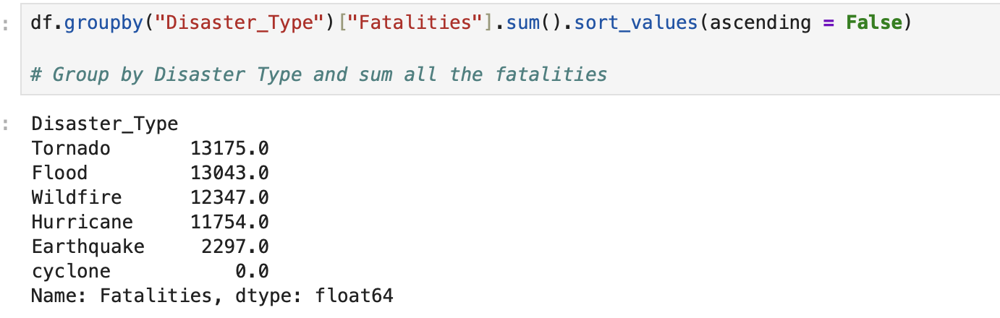 : df.groupby("Disaster_Type")["Fatalities"].sum().sort_values(ascending = False)
# Group by Disaster Type and sum all the fatalities
: Disaster_Type
Tornado       13175.0
Flood         13043.0
Wildfire      12347.0
Hurricane     11754.0
Earthquake     2297.0
cyclone           0.0
Name: Fatalities, dtype: float64